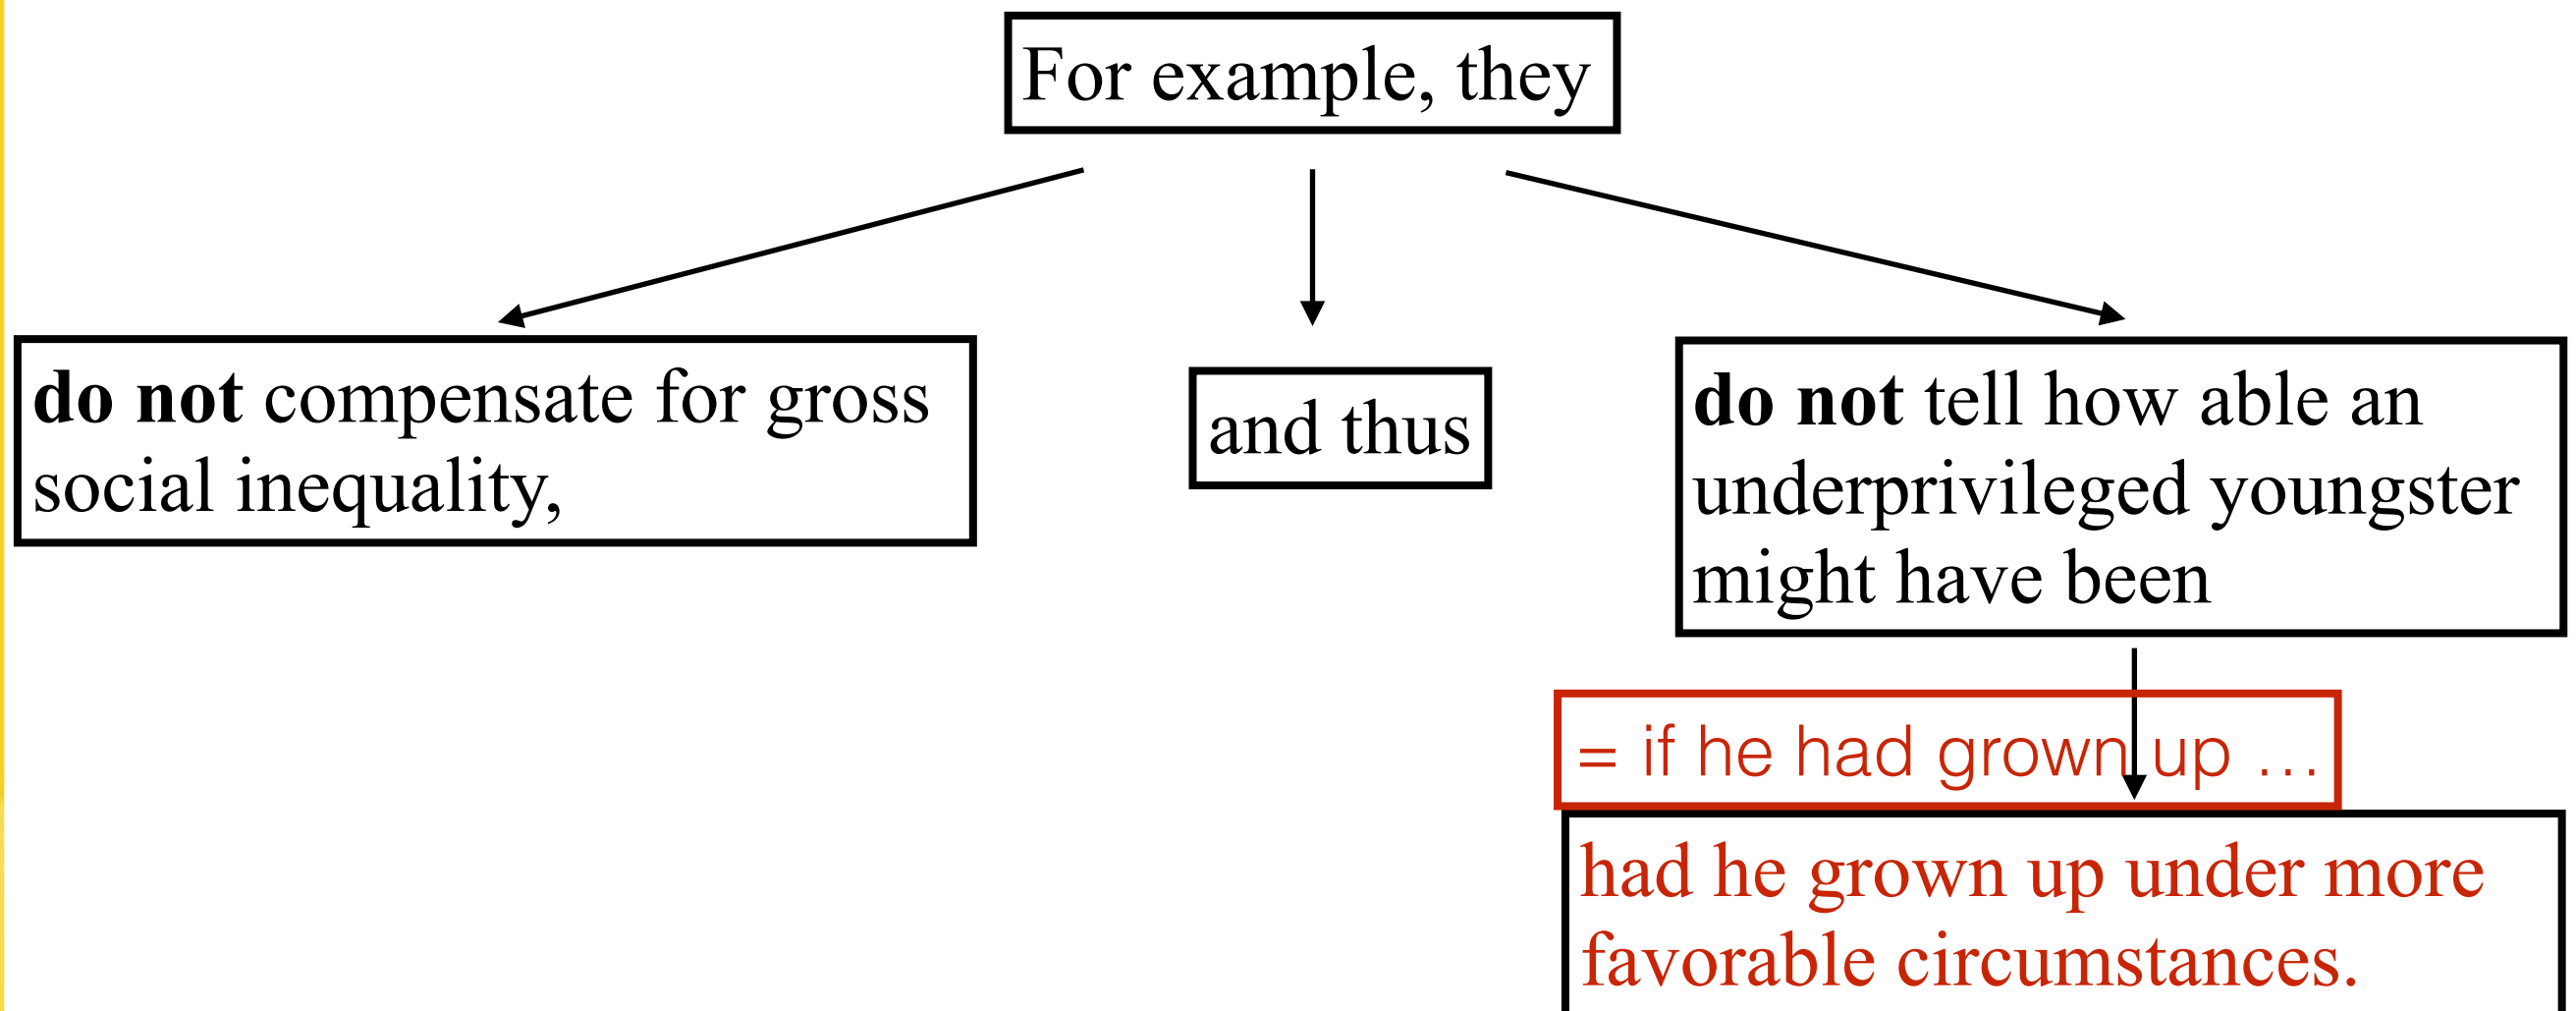 For example, they
do not compensate for gross
social inequality,
and thus
do not tell how able an
underprivileged youngster
might have been
= if he had grown up …
had he grown up under more
favorable circumstances.